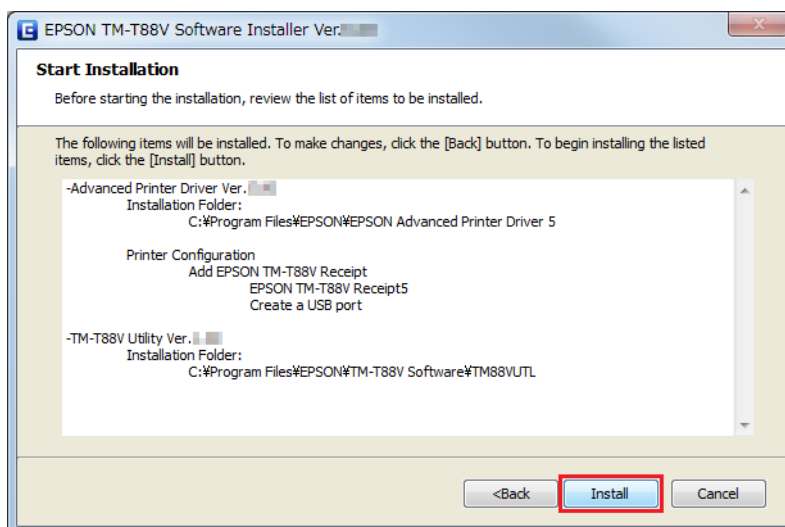 EPSON TM-T88V Software Installer Ver.
Start Installation
Before starting the installation, review the list of items to be installed.
The following items will be installed. To make changes, click the [Back] button. To begin installing the listed
items, click the [Install] button.
-Advanced Printer Driver Ver.
Installation Folder:
C:¥Program Files¥EPSON¥EPSON Advanced Printer Driver 5
Printer Configuration
Add EPSON TM-T88V Receipt
EPSON TM-T88V Receipt5
Create a USB port
-TM-T88V Utility Ver.
Installation Folder:
C:¥Program Files¥EPSON¥TM-T88V Software¥TM88VUTL
<Back
Install
Cancel